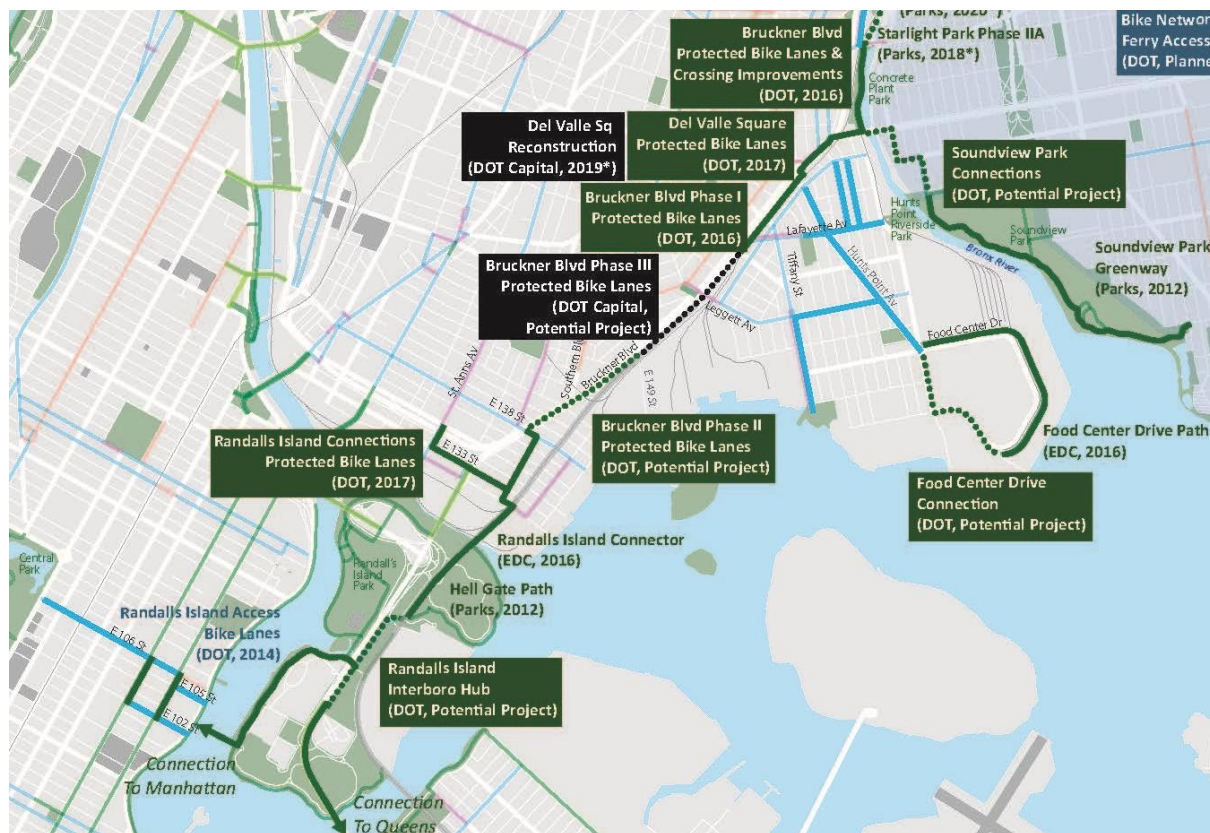 (Parks, 2020*)
Starlight Park Phase IIA
(Parks, 2018*)
Bike Network
Ferry Access
(DOT, Planne
Bruckner Blvd
Protected Bike Lanes &
Crossing Improvements
(DOT, 2016)
Concrete
Plant
Park
Del Valle Sq
Reconstruction
(DOT Capital, 2019*)
Del Valle Square
Protected Bike Lanes
(DOT, 2017)
Soundview Park
Connections
(DOT, Potential Project)
Bruckner Blvd Phase I
Protected Bike Lanes
(DOT, 2016)
Lafayette Av
Hunts
Point
Riverside
Park
Soundview
Park
Bronx River
Soundview Park
Greenway
(Parks, 2012)
Bruckner Blvd Phase III
Protected Bike Lanes
(DOT Capital,
Potential Project)
Tiffany St
Hunts Point Av
Leggett Av
Food Center Dr
St. Anns Av
Southern Bl
Bruckner Blvd
E 149 St
E 138 St
E 133 St
Randalls Island Connections
Protected Bike Lanes
(DOT, 2017)
Bruckner Blvd Phase II
Protected Bike Lanes
(DOT, Potential Project)
Food Center Drive Path
(EDC, 2016)
Food Center Drive
Connection
(DOT, Potential Project)
Randalls Island Connector
(EDC, 2016)
Central
Park
Randall's
Island
Park
Hell Gate Path
(Parks, 2012)
Randalls Island Access
Bike Lanes
(DOT, 2014)
E 106 St
E 105 St
E 102 St
Randalls Island
Interboro Hub
(DOT, Potential Project)
Connection
To Manhattan
Connection
To Queens